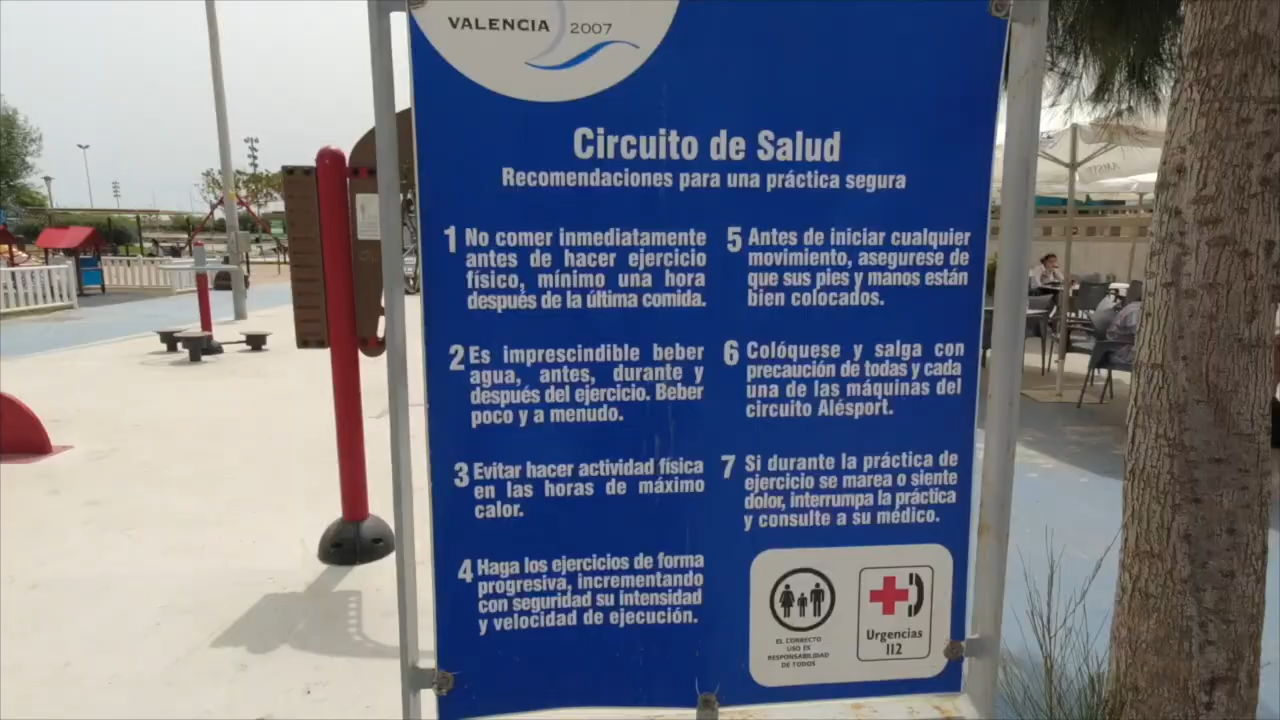 VALENCIA 2007
Circuito de Salud
Recomendaciones para una práctica segura
1 No comer inmediatamente
antes de hacer ejercicio
físico, mínimo una hora
después de la última comida.
2 Es imprescindible beber
agua, antes, durante y
después del ejercicio. Beber
poco y a menudo.
3 Evitar hacer actividad física
en las horas de máximo
calor.
4 Haga los ejercicios de forma
progresiva, incrementando
con seguridad su intensidad
y velocidad de ejecución.
5 Antes de iniciar cualquier
movimiento, asegurese de
que sus pies y manos están
bien colocados.
6 Colóquese y salga con
precaución de todas y cada
una de las máquinas del
circuito Alésport.
7 Si durante la práctica de
ejercicio se marea o siente
dolor, interrumpa la práctica
y consulte a su médico.
EL CORRECTO
USO ES
RESPONSABILIDAD
DE TODOS
Urgencias
112